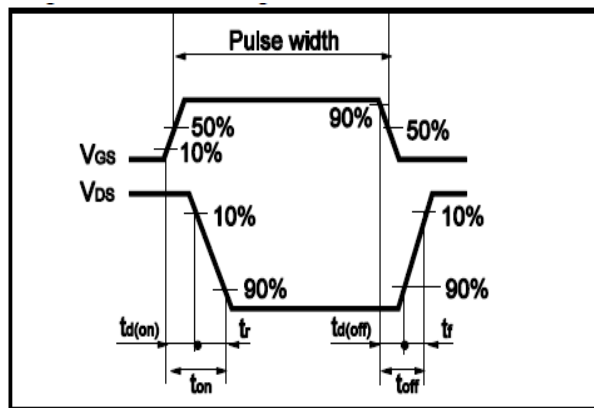 Pulse width
90%
50%
50%
10%
VGS
VDS
10%
10%
90%
90%
td(on)
tr
td(off)
tf
ton
toff